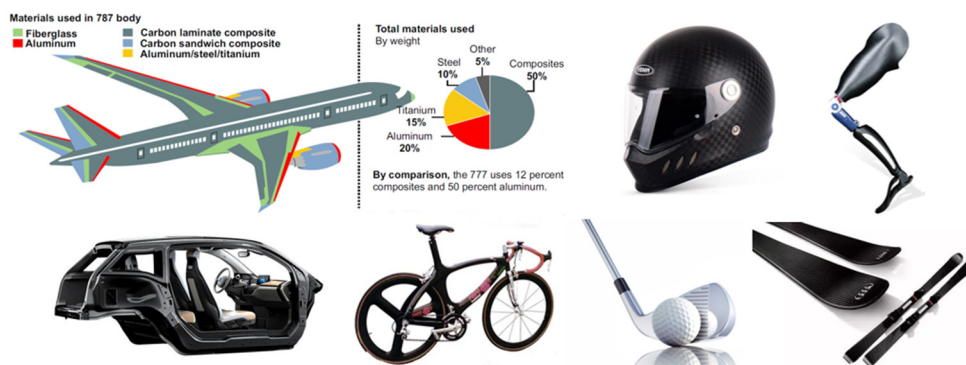 Materials used in 787 body
Fiberglass
Aluminum
Carbon laminate composite
Carbon sandwich composite
Aluminum/steel/titanium
Total materials used
By weight
Other
5%
Steel
10%
Composites
50%
Titanium
15%
Aluminum
20%
By comparison, the 777 uses 12 percent
composites and 50 percent aluminum.